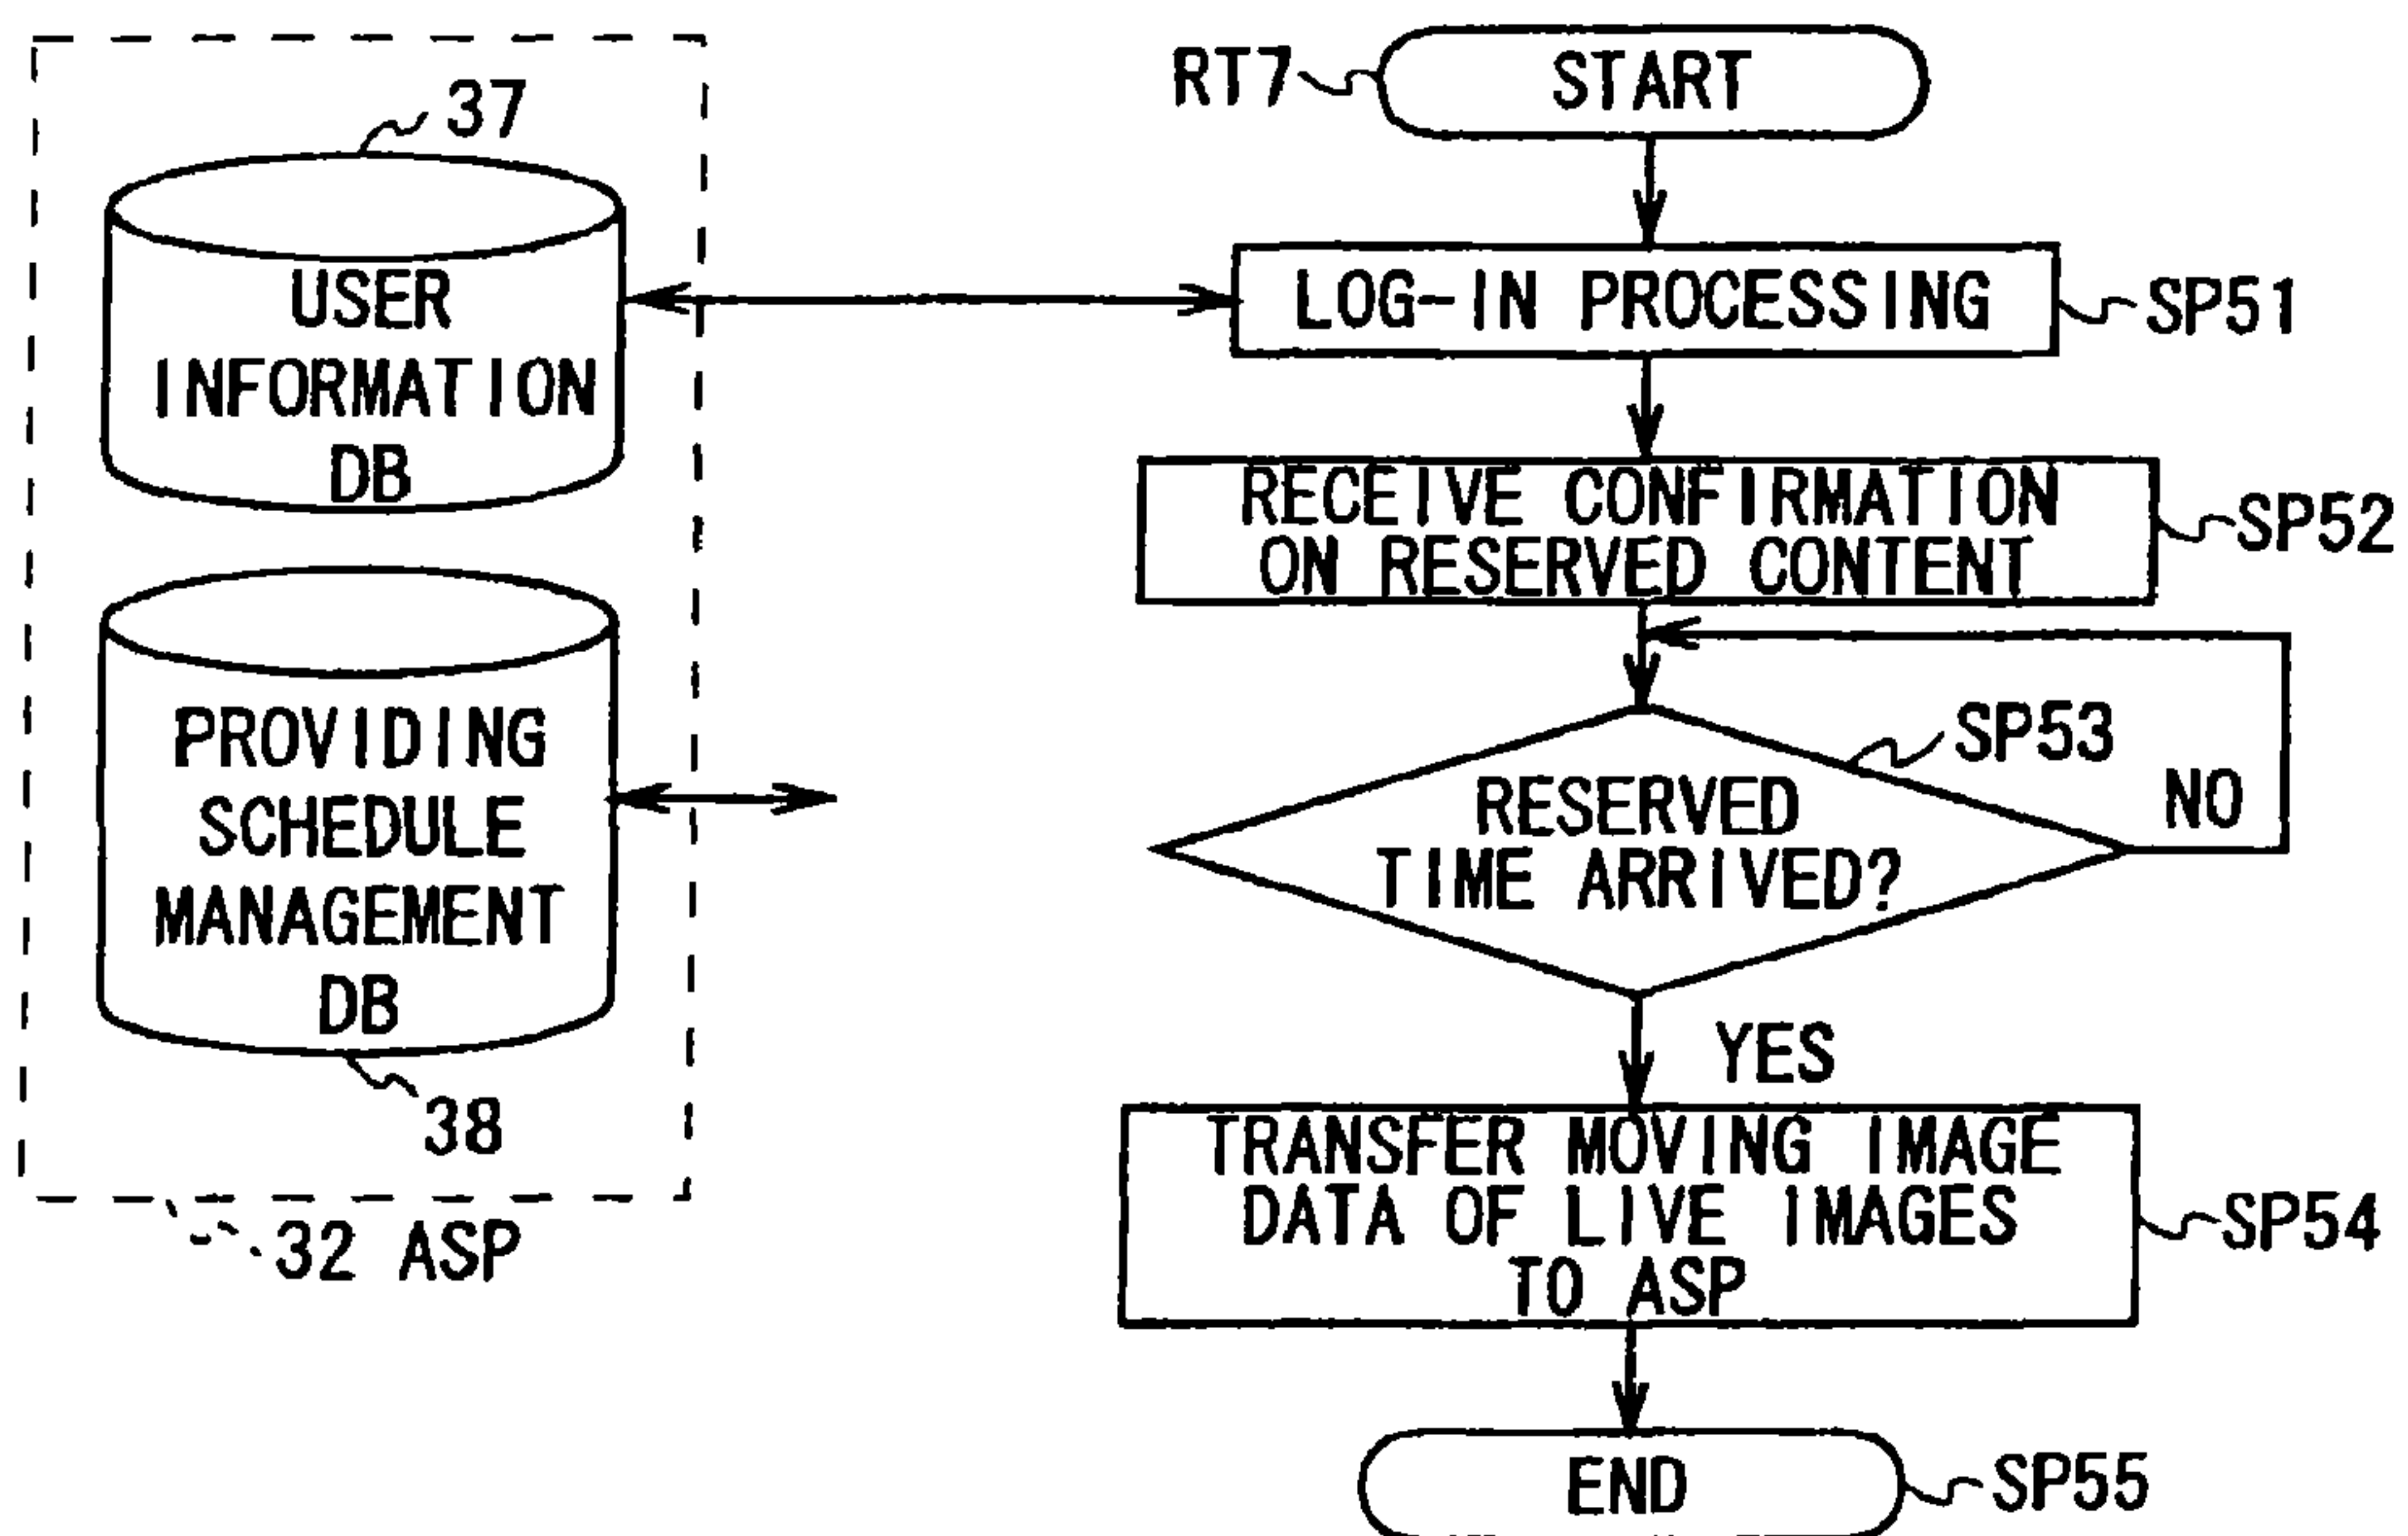 37
USER
INFORMATION
DB
PROVIDING
SCHEDULE
MANAGEMENT
DB
38
32 ASP
RT7
START
LOG-IN PROCESSING
SP51
RECEIVE CONFIRMATION
ON RESERVED CONTENT
SP52
SP53
RESERVED
TIME ARRIVED?
NO
YES
TRANSFER MOVING IMAGE
DATA OF LIVE IMAGES
TO ASP
SP54
END
SP55